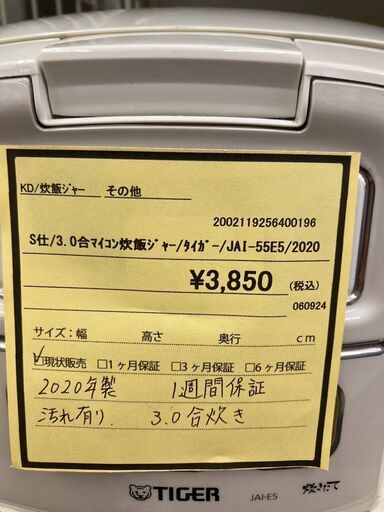 KD/炊飯ｼﾞｬｰ その他
2002119256400196
S仕/3.0合ﾏｲｺﾝ炊飯ｼﾞｬｰ/ﾀｲｶﾞｰ/JAI-55E5/2020
¥3,850 (税込)
060924
サイズ：幅 高さ 奥行 cm
☑現状販売 □1ヶ月保証 □3ヶ月保証 □6ヶ月保証
2020年製 1週間保証
汚れ有り. 3.0合炊き
TIGER JAI-E5 炊きたて